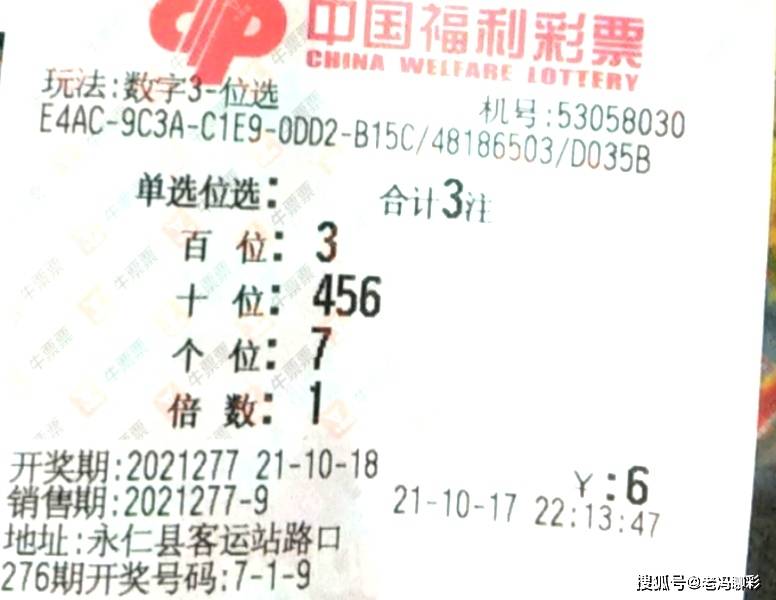 中国福利彩票
CHINA WELFARE LOTTERY
玩法:数字3-位选
机号:53058030
E4AC-9C3A-C1E9-0DD2-B15C/48186503/D035B
单选位选: 合计3注
百 位: 3
十 位: 456
个 位: 7
倍 数: 1
开奖期:2021277 21-10-18
¥:6
销售期:2021277-9
21-10-17 22:13:47
地址:永仁县客运站路口
276期开奖号码:7-1-9
牛票票
搜狐号@老冯聊彩